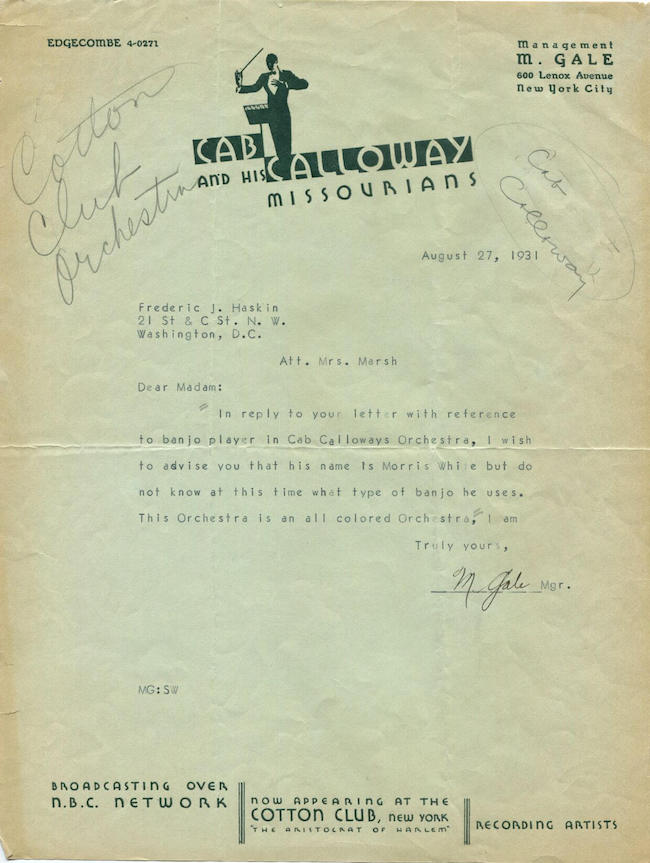 EDGECOMBE 4-0271
Management
M. GALE
600 Lenox Avenue
New York City
CAB CALLOWAY
AND HIS
MISSOURIANS
Cotton
Club
Orchestra
Cab
Calloway
August 27, 1931
Frederic J. Haskin
21 St & C St. N. W.
Washington, D.C.
Att. Mrs. Marsh
Dear Madam:
" In reply to your letter with reference
to banjo player in Cab Calloways Orchestra, I wish
to advise you that his name is Morris White but do
not know at this time what type of banjo he uses.
This Orchestra is an all colored Orchestra," I am
Truly yours,
M Gale Mgr.
MG:SW
BROADCASTING OVER
N.B.C. NETWORK
NOW APPEARING AT THE
COTTON CLUB, NEW YORK
"THE ARISTOCRAT OF HARLEM"
RECORDING ARTISTS